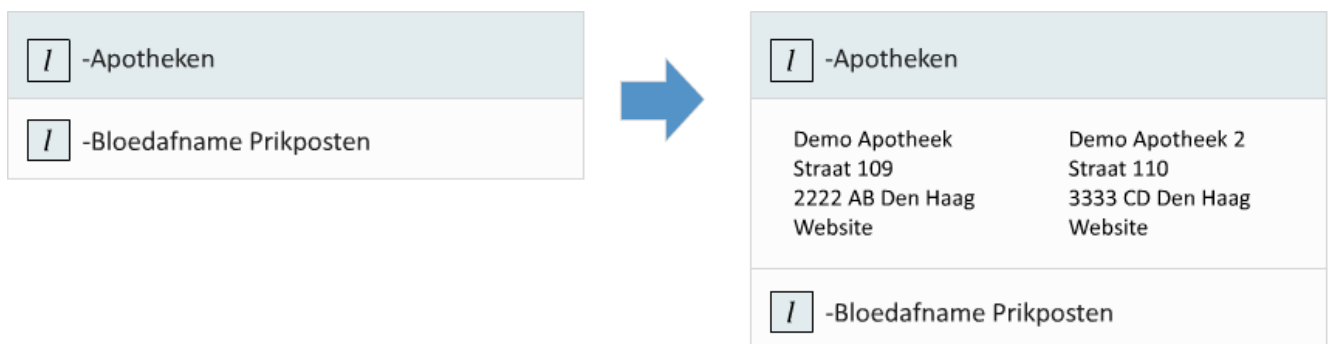 l -Apotheken
l -Bloedafname Prikposten
l -Apotheken
Demo Apotheek
Straat 109
2222 AB Den Haag
Website
Demo Apotheek 2
Straat 110
3333 CD Den Haag
Website
l -Bloedafname Prikposten